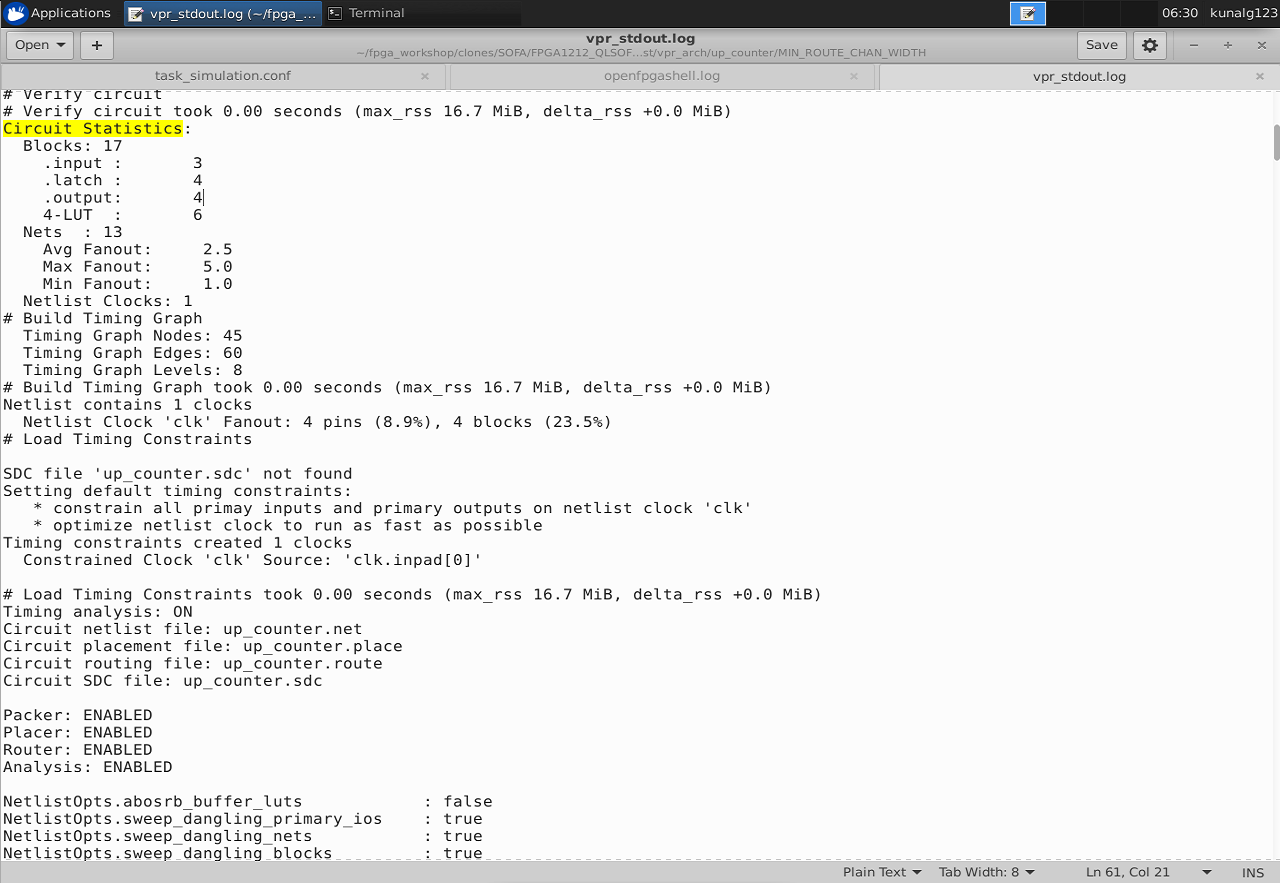 Applications vpr_stdout.log (~/fpga_... Terminal 06:30 kunalg123
Open + vpr_stdout.log Save
~/fpga_workshop/clones/SOFA/FPGA1212_QLSOF...st/vpr_arch/up_counter/MIN_ROUTE_CHAN_WIDTH
task_simulation.conf × openfpgashell.log × vpr_stdout.log ×
# Verify circuit
# Verify circuit took 0.00 seconds (max_rss 16.7 MiB, delta_rss +0.0 MiB)
Circuit Statistics:
  Blocks: 17
    .input :       3
    .latch :       4
    .output:       4
    4-LUT  :       6
  Nets  : 13
    Avg Fanout:     2.5
    Max Fanout:     5.0
    Min Fanout:     1.0
  Netlist Clocks: 1
# Build Timing Graph
  Timing Graph Nodes: 45
  Timing Graph Edges: 60
  Timing Graph Levels: 8
# Build Timing Graph took 0.00 seconds (max_rss 16.7 MiB, delta_rss +0.0 MiB)
Netlist contains 1 clocks
  Netlist Clock 'clk' Fanout: 4 pins (8.9%), 4 blocks (23.5%)
# Load Timing Constraints
SDC file 'up_counter.sdc' not found
Setting default timing constraints:
   * constrain all primay inputs and primary outputs on netlist clock 'clk'
   * optimize netlist clock to run as fast as possible
Timing constraints created 1 clocks
  Constrained Clock 'clk' Source: 'clk.inpad[0]'
# Load Timing Constraints took 0.00 seconds (max_rss 16.7 MiB, delta_rss +0.0 MiB)
Timing analysis: ON
Circuit netlist file: up_counter.net
Circuit placement file: up_counter.place
Circuit routing file: up_counter.route
Circuit SDC file: up_counter.sdc
Packer: ENABLED
Placer: ENABLED
Router: ENABLED
Analysis: ENABLED
NetlistOpts.abosrb_buffer_luts            : false
NetlistOpts.sweep_dangling_primary_ios    : true
NetlistOpts.sweep_dangling_nets           : true
NetlistOpts.sweep_dangling_blocks         : true
Plain Text Tab Width: 8 Ln 61, Col 21 INS